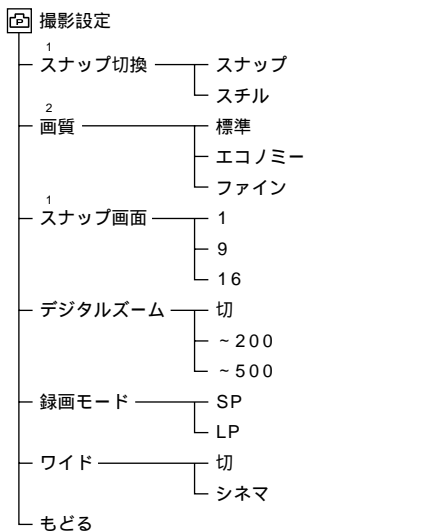 P 撮影設定
1
スナップ切換 スナップ
スチル
2
画質 標準
エコノミー
ファイン
1
スナップ画面 1
9
16
デジタルズーム 切
~200
~500
録画モード SP
LP
ワイド 切
シネマ
もどる